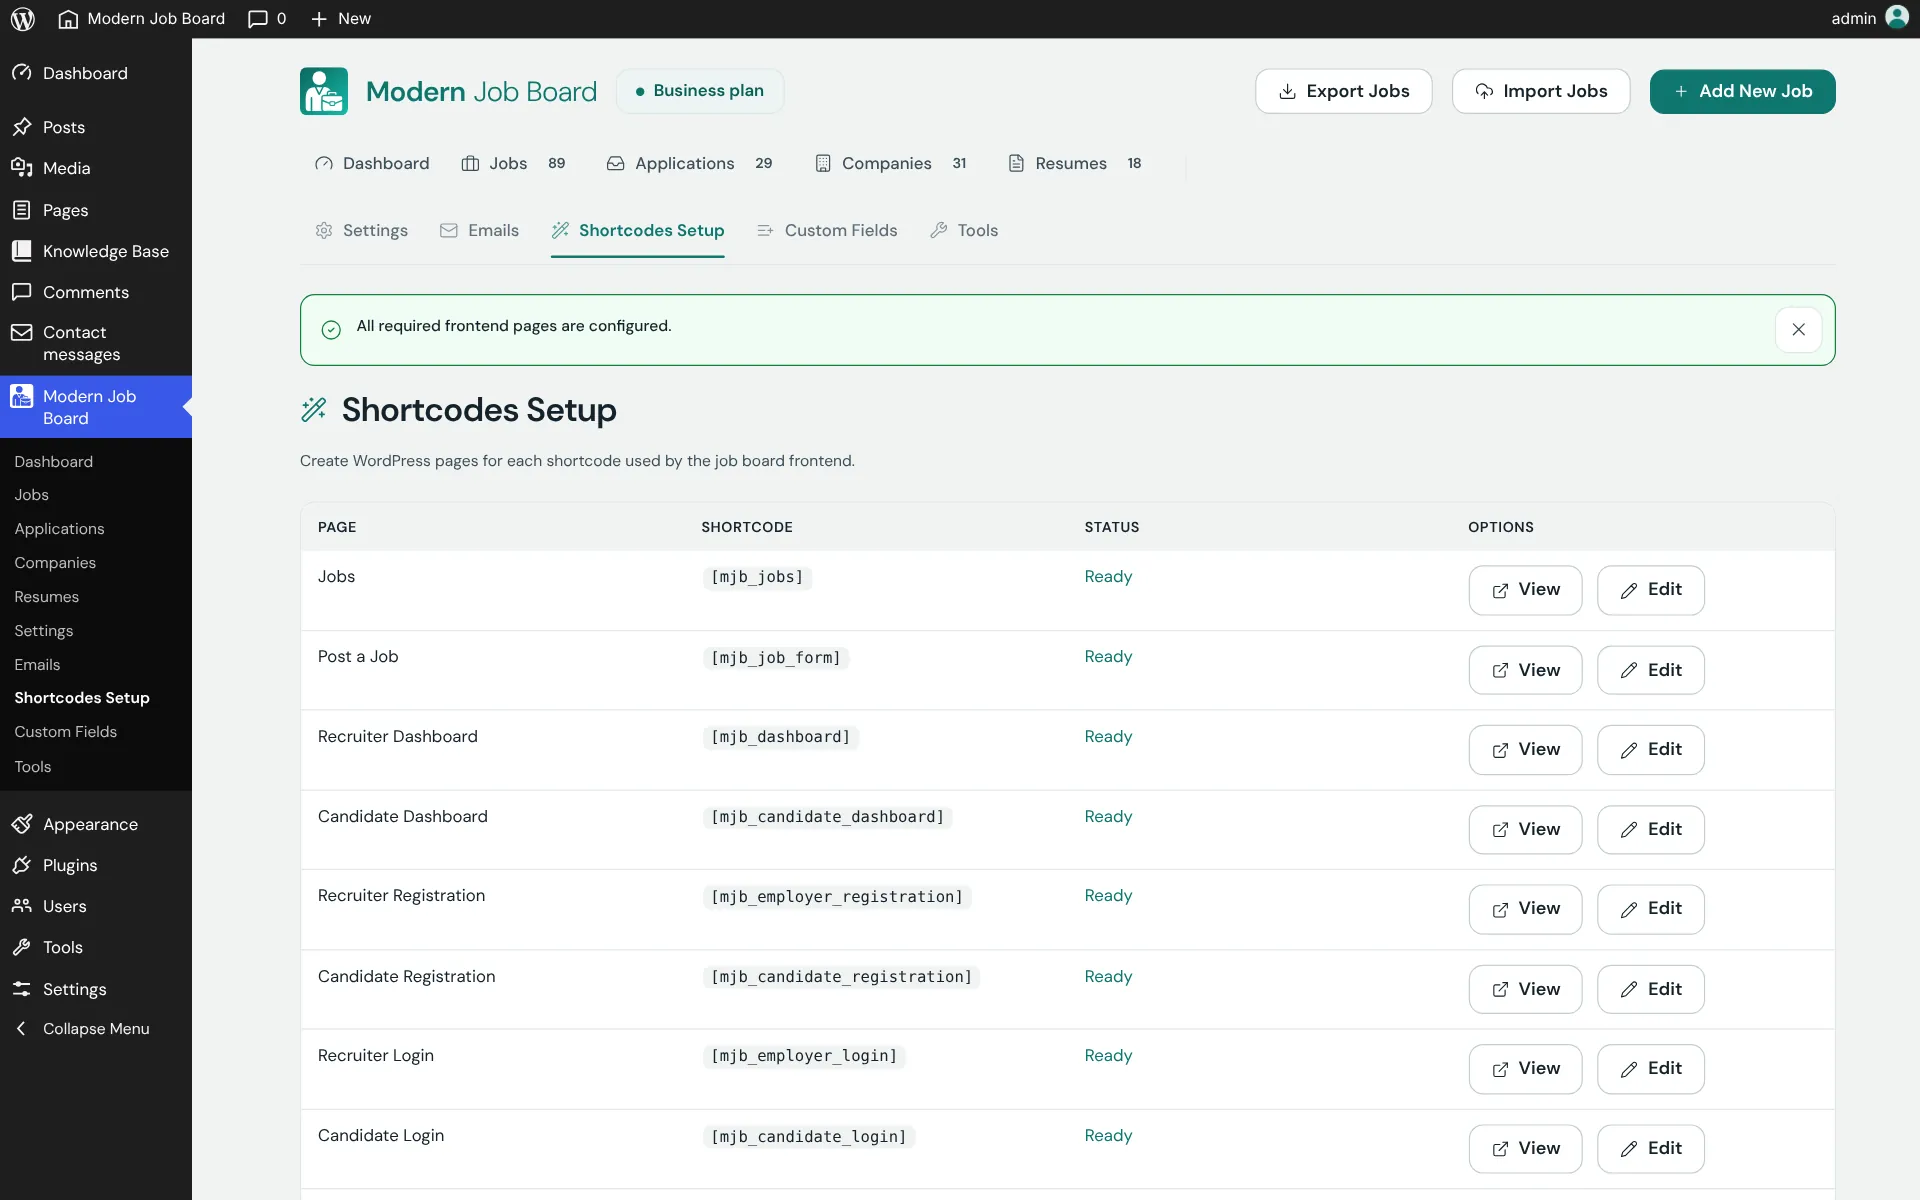 Modern Job Board 0 New admin
Dashboard
Posts
Media
Pages
Knowledge Base
Comments
Contact
messages
Modern Job
Board
Dashboard
Jobs
Applications
Companies
Resumes
Settings
Emails
Shortcodes Setup
Custom Fields
Tools
Appearance
Plugins
Users
Tools
Settings
Collapse Menu
Modern Job Board Business plan Export Jobs Import Jobs Add New Job
Dashboard Jobs 89 Applications 29 Companies 31 Resumes 18
Settings Emails Shortcodes Setup Custom Fields Tools
All required frontend pages are configured.
Shortcodes Setup
Create WordPress pages for each shortcode used by the job board frontend.
PAGE SHORTCODE STATUS OPTIONS
Jobs [mjb_jobs] Ready View Edit
Post a Job [mjb_job_form] Ready View Edit
Recruiter Dashboard [mjb_dashboard] Ready View Edit
Candidate Dashboard [mjb_candidate_dashboard] Ready View Edit
Recruiter Registration [mjb_employer_registration] Ready View Edit
Candidate Registration [mjb_candidate_registration] Ready View Edit
Recruiter Login [mjb_employer_login] Ready View Edit
Candidate Login [mjb_candidate_login] Ready View Edit